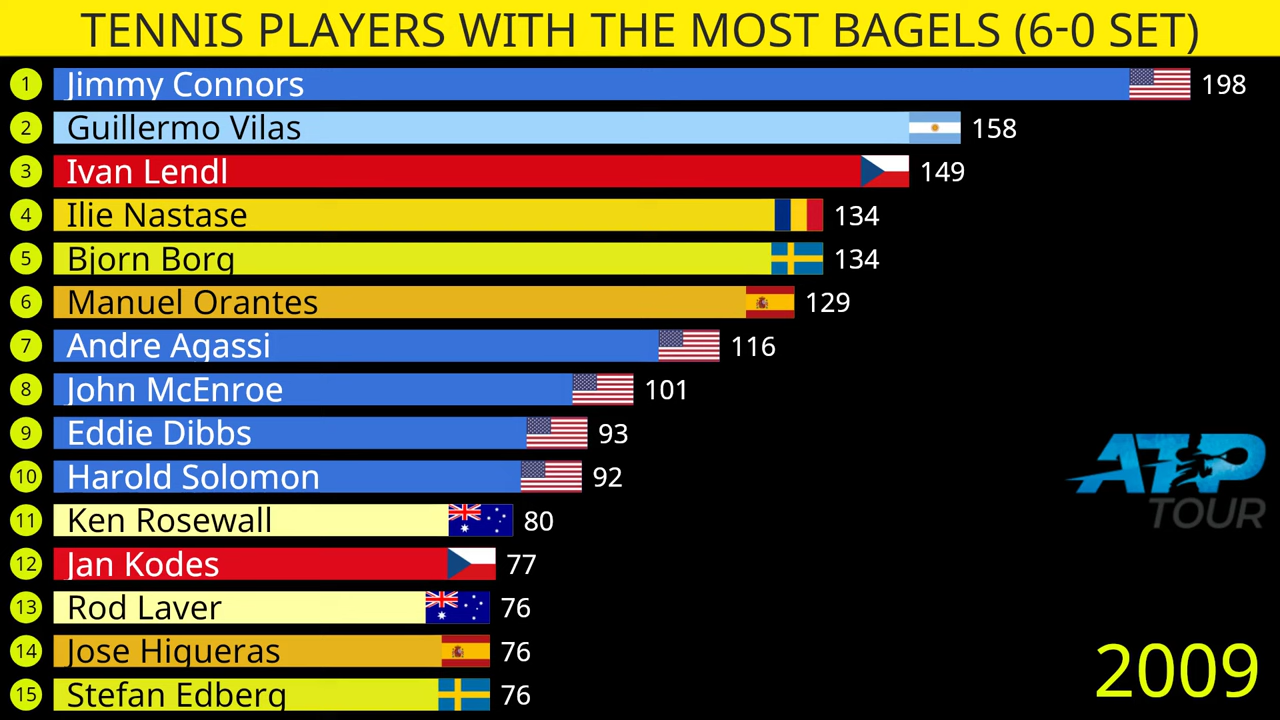 TENNIS PLAYERS WITH THE MOST BAGELS (6-0 SET)
1 Jimmy Connors 198
2 Guillermo Vilas 158
3 Ivan Lendl 149
4 Ilie Nastase 134
5 Bjorn Borg 134
6 Manuel Orantes 129
7 Andre Agassi 116
8 John McEnroe 101
9 Eddie Dibbs 93
10 Harold Solomon 92
11 Ken Rosewall 80
12 Jan Kodes 77
13 Rod Laver 76
14 Jose Higueras 76
15 Stefan Edberg 76
ATP
TOUR
2009